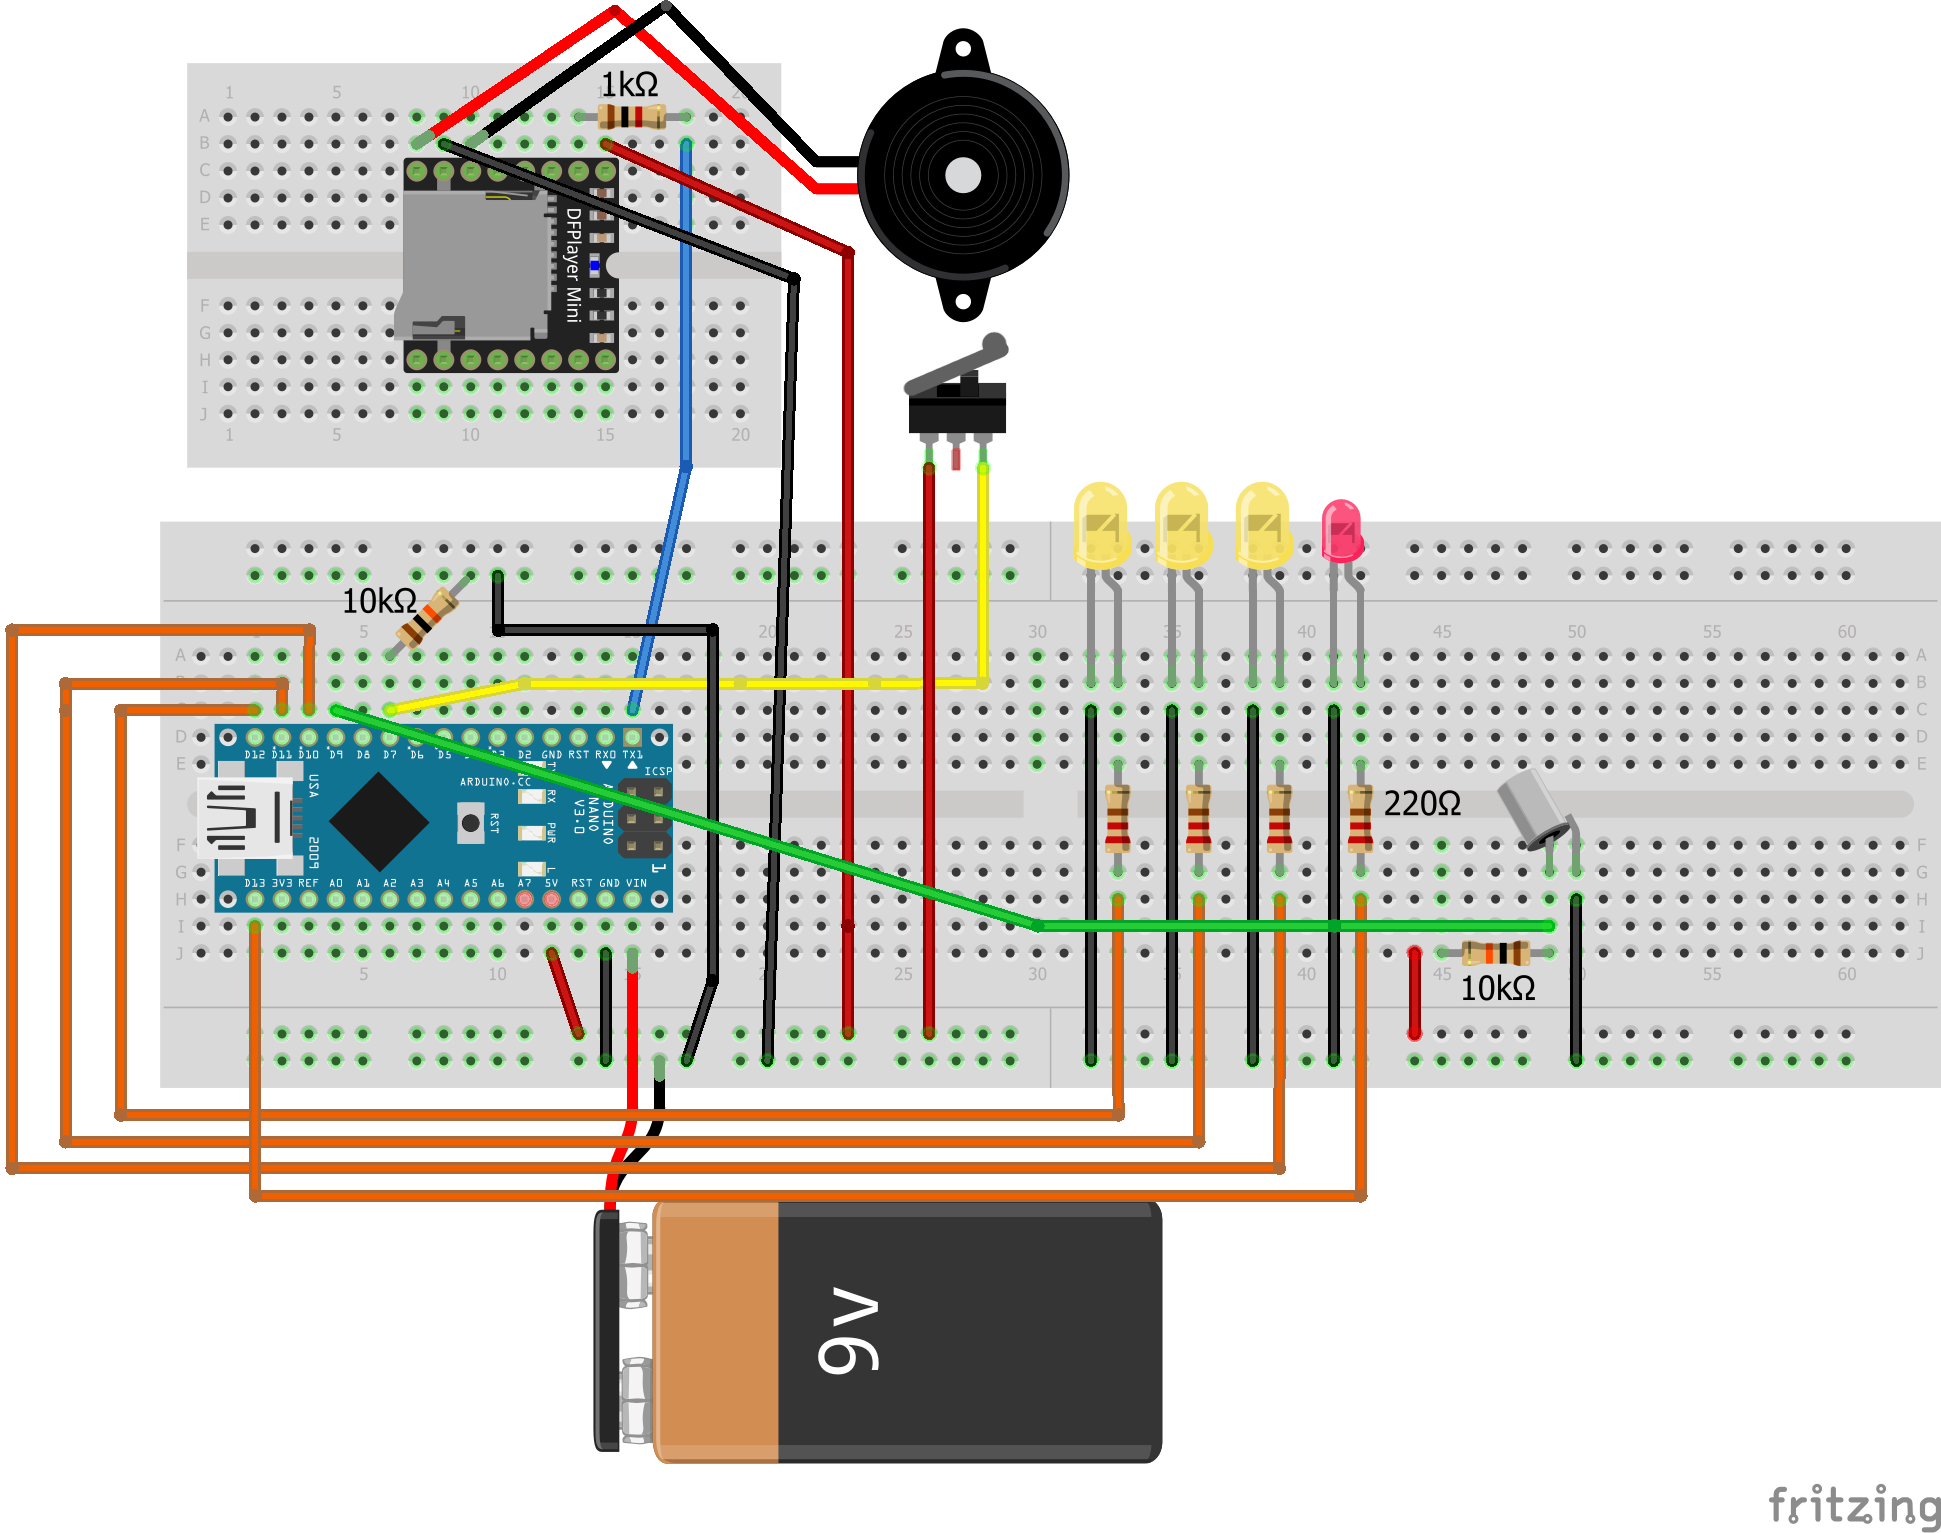 1kΩ
1 5 10
A
B
C
D
E
DFPlayer Mini
F
G
H
I
J
1 5 10 15 20
10kΩ
5 20 25 30 35 40 45 50 55 60
A A
B B
C C
D D12 D11 D10 D9 D8 D7 D6 D5 D3 D2 GND RST RX0 TX1 D
E E
ARDUINO.CC
ICSP
USA
2009
RST
TX
RX
PWR
L
ARDUINO
NANO
V3.0
1
220Ω
F F
G G
H D13 3V3 REF A0 A1 A2 A3 A4 A5 A6 A7 5V RST GND VIN H
I I
J J
5 10 15 20 25 30 35 40 45 50 55 60
10kΩ
9v
fritzing